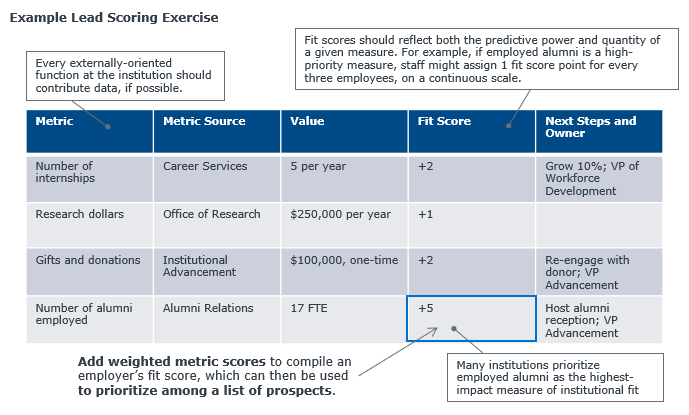 Example Lead Scoring Exercise
Fit scores should reflect both the predictive power and quantity of
a given measure. For example, if employed alumni is a high-
priority measure, staff might assign 1 fit score point for every
three employees, on a continuous scale.
Every externally-oriented
function at the institution should
contribute data, if possible.
Metric Metric Source Value Fit Score Next Steps and
Owner
Number of Career Services 5 per year +2 Grow 10%; VP of
internships Workforce
Development
Research dollars Office of Research $250,000 per year +1
Gifts and donations Institutional $100,000, one-time +2 Re-engage with
Advancement donor; VP
Advancement
Number of alumni Alumni Relations 17 FTE +5 Host alumni
employed reception; VP
Advancement
Add weighted metric scores to compile an
employer's fit score, which can then be used
to prioritize among a list of prospects.
Many institutions prioritize
employed alumni as the highest-
impact measure of institutional fit